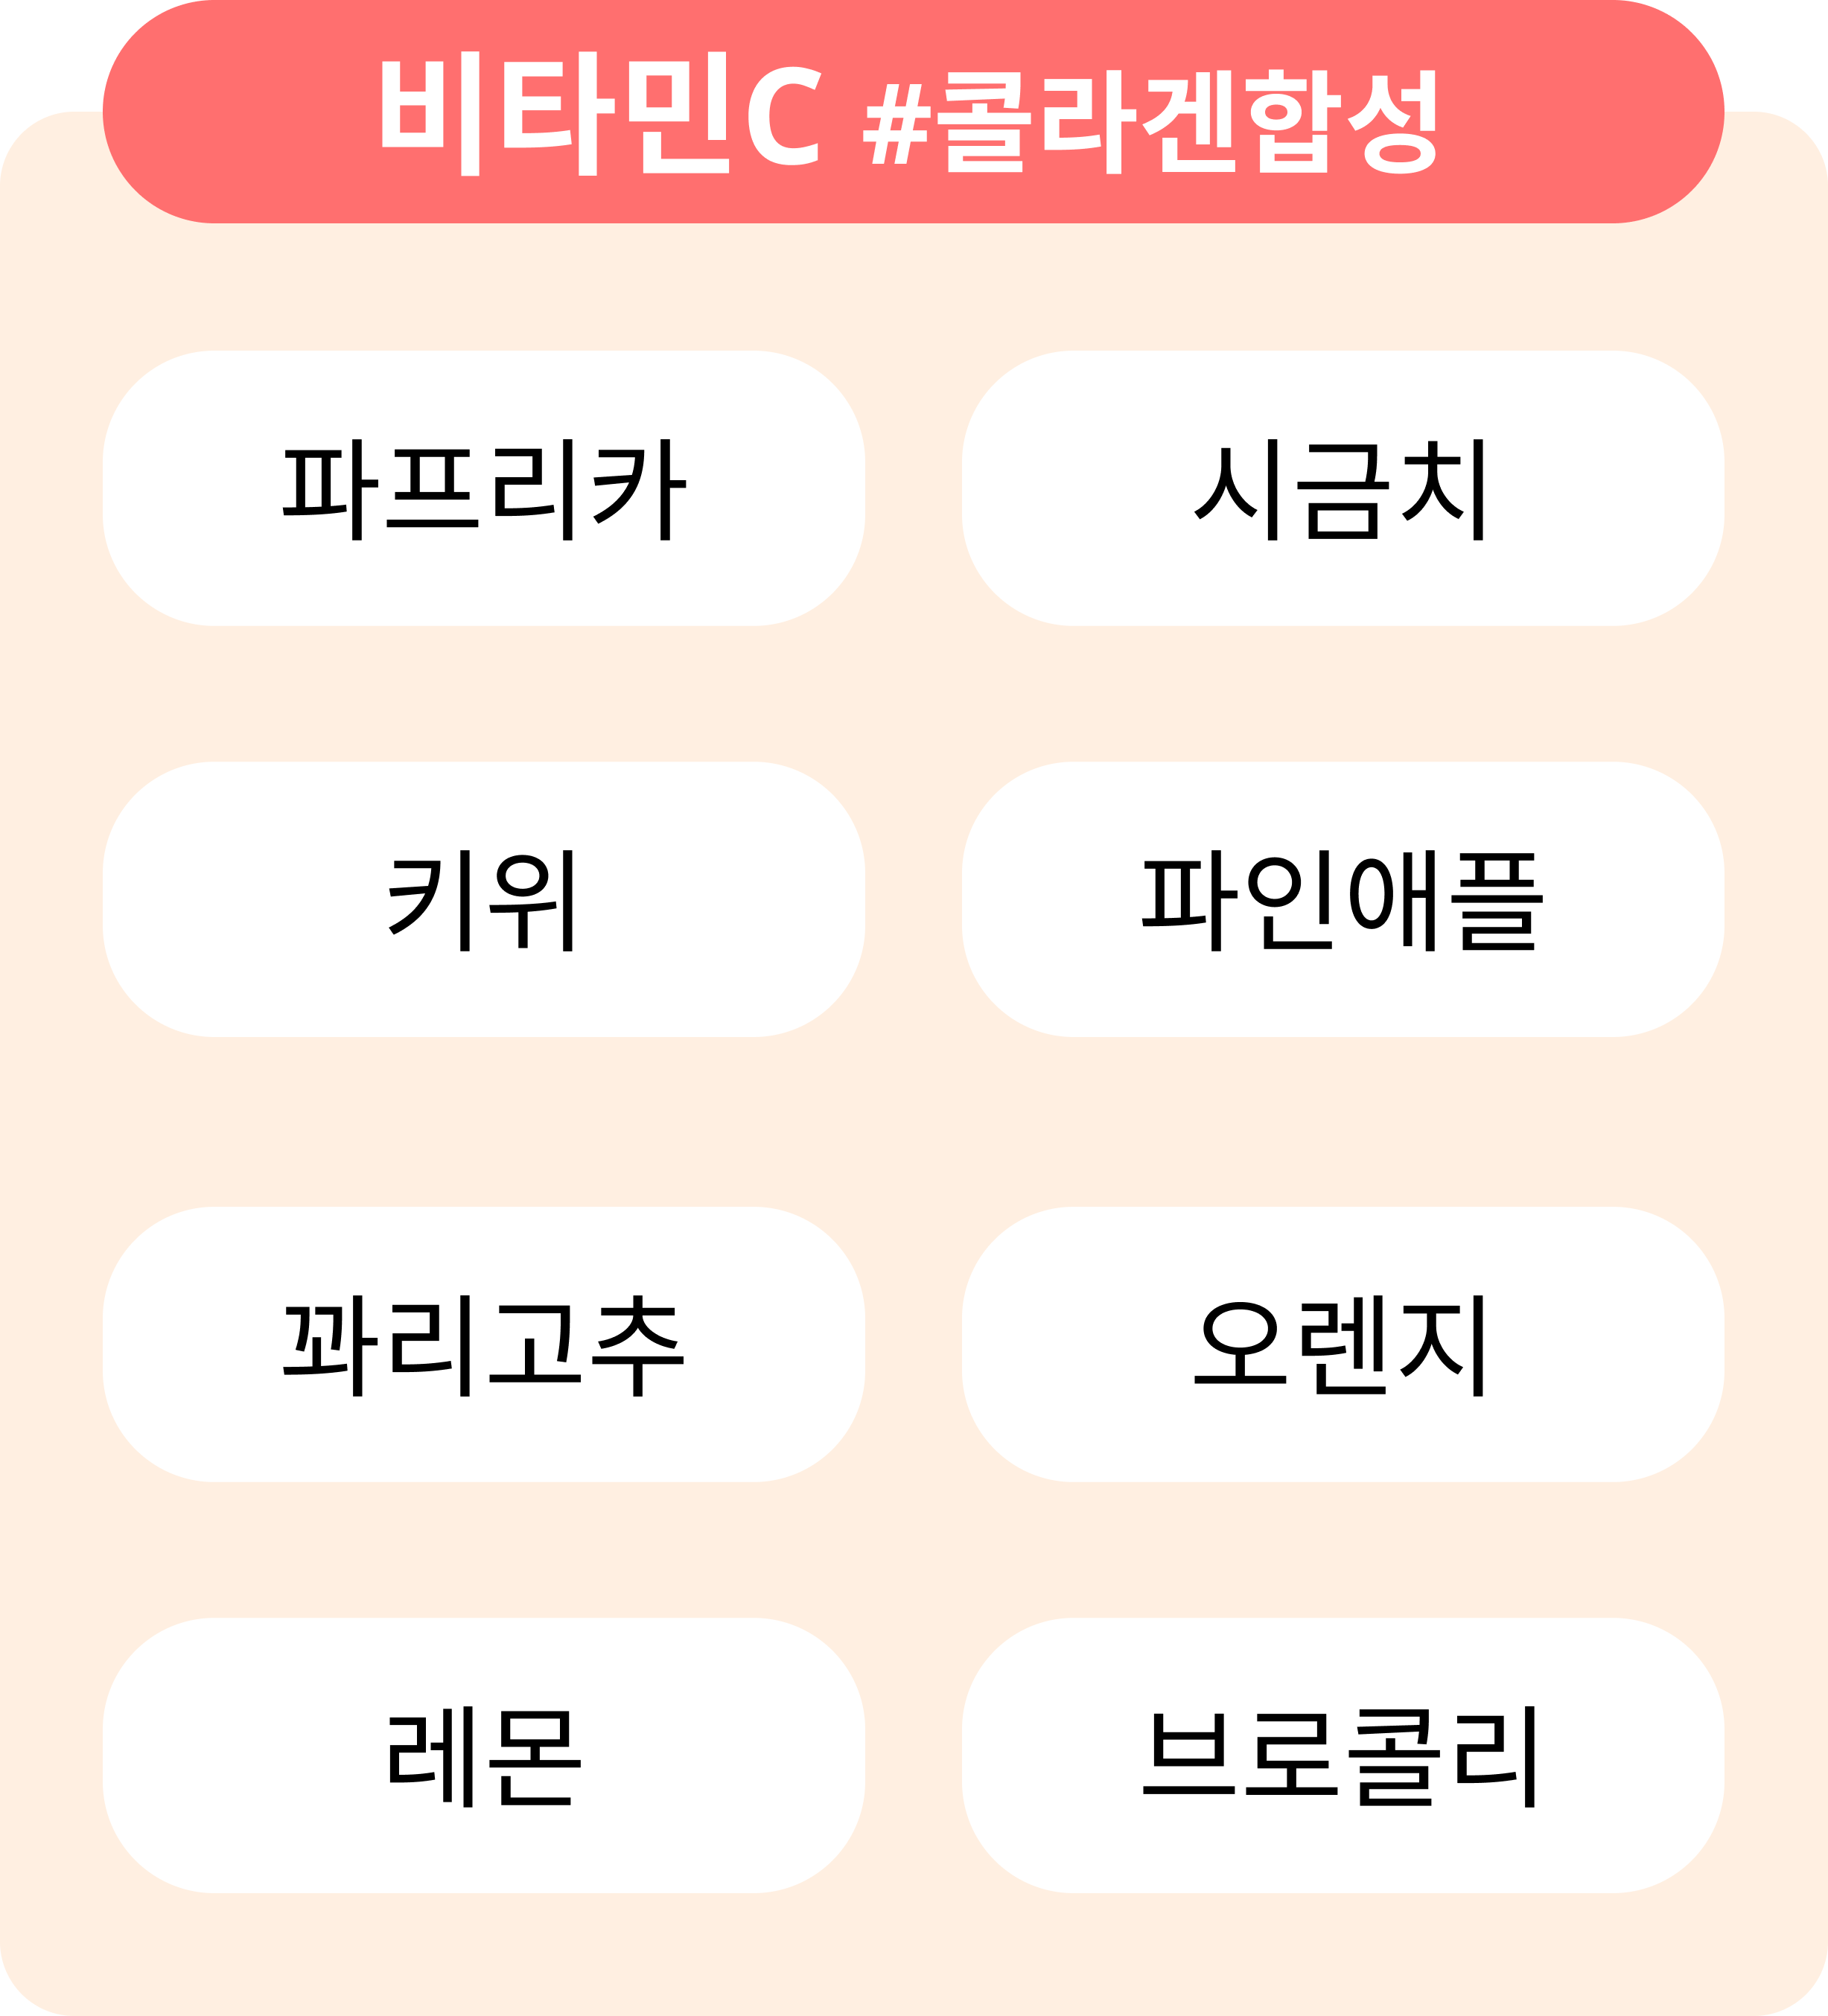 비타민C #콜라겐합성
파프리카
시금치
키위
파인애플
꽈리고추
오렌지
레몬
브로콜리